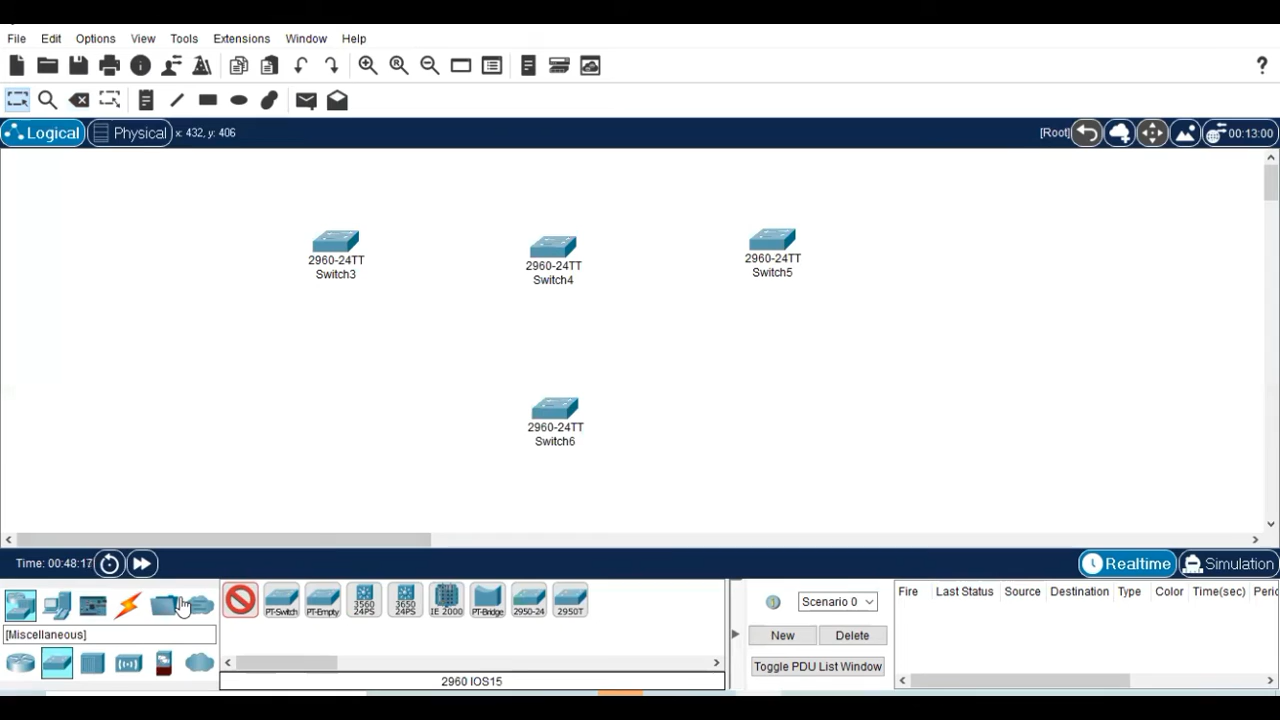 File Edit Options View Tools Extensions Window Help
?
Logical Physical x: 432, y: 406 [Root] 00:13:00
2960-24TT
Switch3
2960-24TT
Switch4
2960-24TT
Switch5
2960-24TT
Switch6
Time: 00:48:17 Realtime Simulation
PT-Switch PT-Empty 3560 24PS 3650 24PS IE 2000 PT-Bridge 2950-24 2950T
[Miscellaneous]
2960 IOS15
Scenario 0
New Delete
Toggle PDU List Window
Fire Last Status Source Destination Type Color Time(sec) Peric